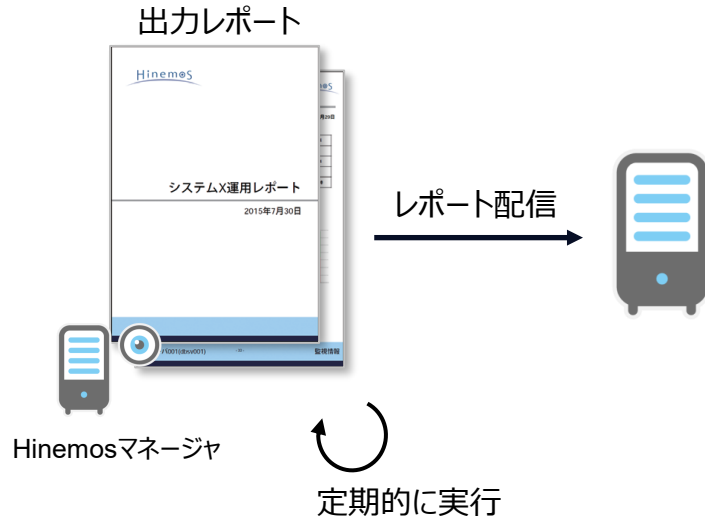 出力レポート
Hinemos
システムX運用レポート
2015年7月30日
レポート配信
(dbsv001)
監視情報
Hinemosマネージャ
定期的に実行